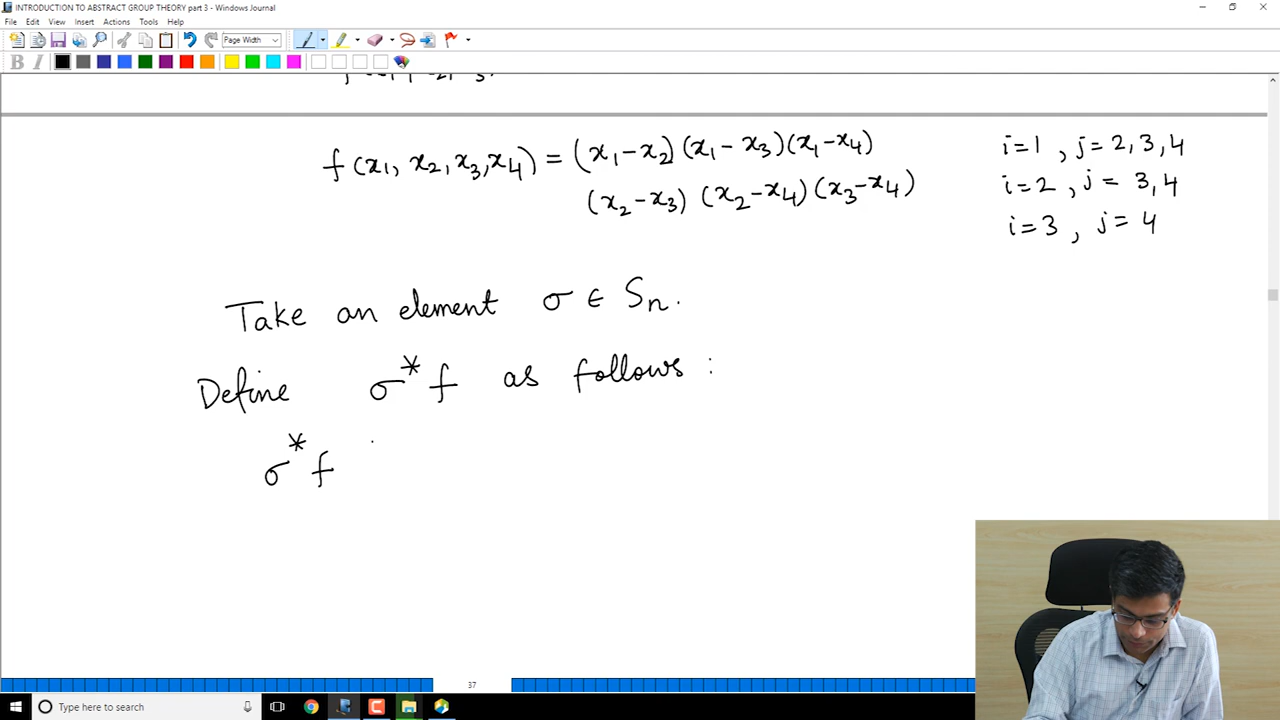 INTRODUCTION TO ABSTRACT GROUP THEORY part 3 - Windows Journal
File Edit View Insert Actions Tools Help
Page Width
B I
f(x₁, x₂, x₃, x₄) = (x₁ - x₂)(x₁ - x₃)(x₁ - x₄)
(x₂ - x₃)(x₂ - x₄)(x₃ - x₄)
i=1 , j= 2, 3, 4
i=2 , j= 3, 4
i=3 , j= 4
Take an element σ ∈ Sₙ.
Define σ* f as follows :
σ* f
37
Type here to search